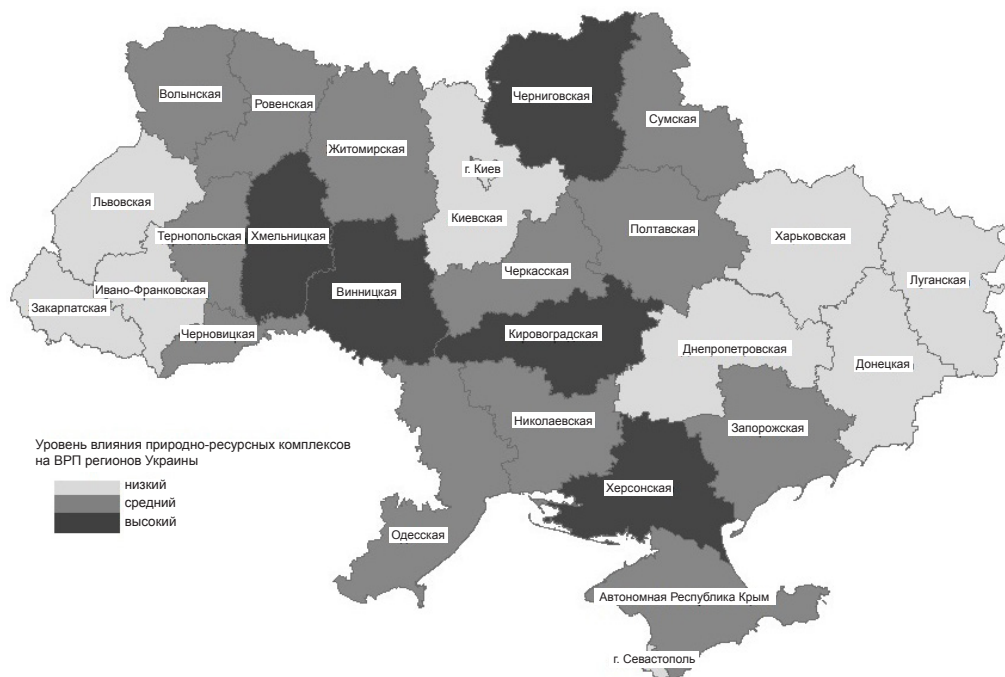 Черниговская
Волынская
Ровенская
Сумская
Житомирская
г. Киев
Львовская
Киевская
Тернопольская
Хмельницкая
Полтавская
Харьковская
Черкасская
Луганская
Ивано-Франковская
Винницкая
Закарпатская
Черновицкая
Кировоградская
Днепропетровская
Донецкая
Николаевская
Запорожская
Уровень влияния природно-ресурсных комплексов
на ВРП регионов Украины
низкий
средний
высокий
Херсонская
Одесская
Автономная Республика Крым
г. Севастополь